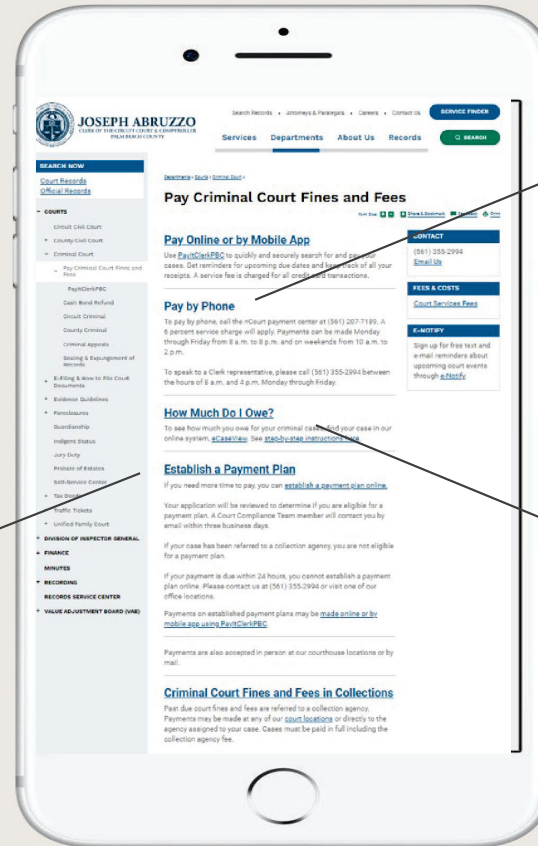 Search Records • Attorneys & Paralegals • Careers • Contact Us
SERVICE FINDER
JOSEPH ABRUZZO
CLERK OF THE CIRCUIT COURT & COMPTROLLER
PALM BEACH COUNTY
Services Departments About Us Records
SEARCH
SEARCH NOW
Court Records
Official Records
COURTS
Circuit Civil Court
County Civil Court
Criminal Court
Pay Criminal Court Fines and
Fees
PayItClerkPBC
Cash Bond Refund
Circuit Criminal
County Criminal
Criminal Appeals
Sealing & Expungement of
Records
E-Filing & How to File Court
Documents
Evidence Guidelines
Foreclosures
Guardianship
Indigent Status
Jury Duty
Probate of Estates
Self-Service Center
Tax Deeds
Traffic Tickets
Unified Family Court
DIVISION OF INSPECTOR GENERAL
FINANCE
MINUTES
RECORDING
RECORDS SERVICE CENTER
VALUE ADJUSTMENT BOARD (VAB)
Departments > Courts > Criminal Court >
Pay Criminal Court Fines and Fees
Font Size: Share & Bookmark Feedback Print
Pay Online or by Mobile App
Use PayItClerkPBC to quickly and securely search for and pay your
cases. Get reminders for upcoming due dates and keep track of all your
receipts. A service fee is charged for all credit card transactions.
Pay by Phone
To pay by phone, call the nCourt payment center at (561) 207-7189. A
6 percent service charge will apply. Payments can be made Monday
through Friday from 8 a.m. to 8 p.m. and on weekends from 10 a.m. to
2 p.m.
To speak to a Clerk representative, please call (561) 355-2994 between
the hours of 8 a.m. and 4 p.m. Monday through Friday.
How Much Do I Owe?
To see how much you owe for your criminal case, find your case in our
online system, eCaseView. See step-by-step instructions here.
Establish a Payment Plan
If you need more time to pay, you can establish a payment plan online.
Your application will be reviewed to determine if you are eligible for a
payment plan. A Court Compliance Team member will contact you by
email within three business days.
If your case has been referred to a collection agency, you are not eligible
for a payment plan.
If your payment is due within 24 hours, you cannot establish a payment
plan online. Please contact us at (561) 355-2994 or visit one of our
office locations.
Payments on established payment plans may be made online or by
mobile app using PayItClerkPBC.
Payments are also accepted in person at our courthouse locations or by
mail.
Criminal Court Fines and Fees in Collections
Past due court fines and fees are referred to a collection agency.
Payments may be made at any of our court locations or directly to the
agency assigned to your case. Cases must be paid in full including the
collection agency fee.
CONTACT
(561) 355-2994
Email Us
FEES & COSTS
Court Services Fees
E-NOTIFY
Sign up for free text and
e-mail reminders about
upcoming court events
through eNotify.